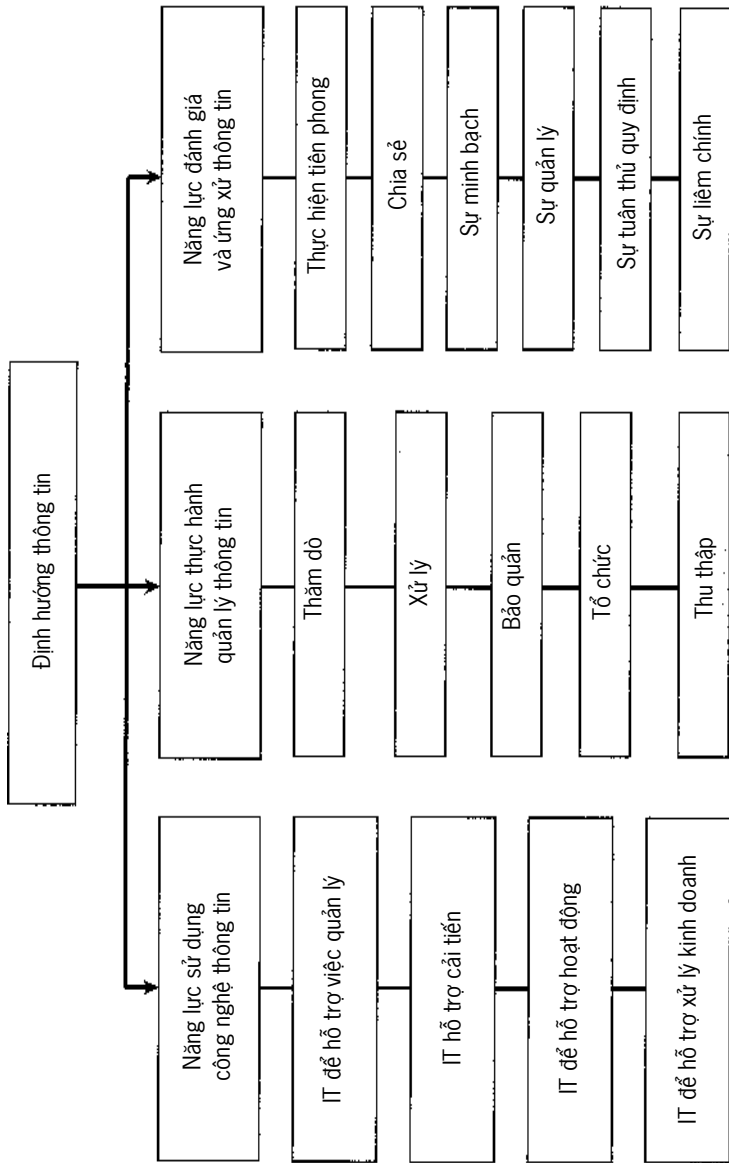 Định hướng thông tin
Năng lực sử dụng
công nghệ thông tin
IT để hỗ trợ việc quản lý
IT hỗ trợ cải tiến
IT để hỗ trợ hoạt động
IT để hỗ trợ xử lý kinh doanh
Năng lực thực hành
quản lý thông tin
Thăm dò
Xử lý
Bảo quản
Tổ chức
Thu thập
Năng lực đánh giá
và ứng xử thông tin
Thực hiện tiên phong
Chia sẻ
Sự minh bạch
Sự quản lý
Sự tuân thủ quy định
Sự liêm chính